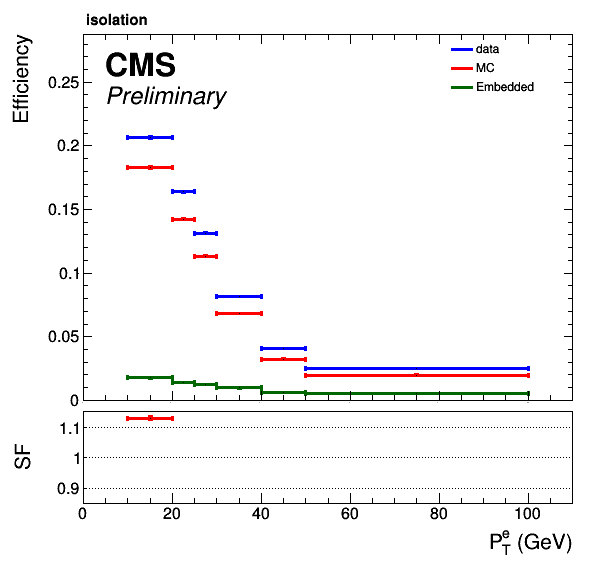 isolation
CMS
Preliminary
data
MC
Embedded
Efficiency
0.25
0.2
0.15
0.1
0.05
0
SF
1.1
1
0.9
0 20 40 60 80 100
P_T^e (GeV)